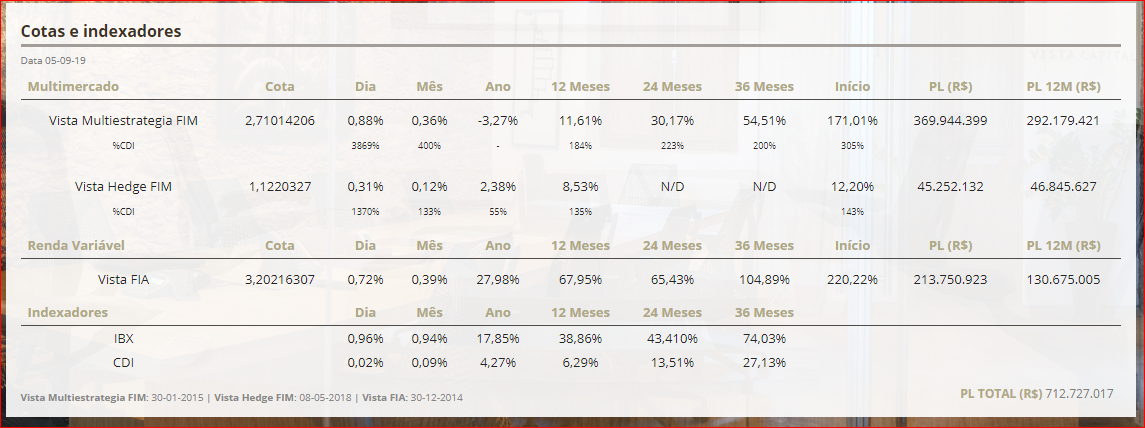 Cotas e indexadores
Data 05-09-19
Multimercado Cota Dia Mês Ano 12 Meses 24 Meses 36 Meses Início PL (R$) PL 12M (R$)
Vista Multiestrategia FIM 2,71014206 0,88% 0,36% -3,27% 11,61% 30,17% 54,51% 171,01% 369.944.399 292.179.421
%CDI 3869% 400% - 184% 223% 200% 305%
Vista Hedge FIM 1,1220327 0,31% 0,12% 2,38% 8,53% N/D N/D 12,20% 45.252.132 46.845.627
%CDI 1370% 133% 55% 135% 143%
Renda Variável Cota Dia Mês Ano 12 Meses 24 Meses 36 Meses Início PL (R$) PL 12M (R$)
Vista FIA 3,20216307 0,72% 0,39% 27,98% 67,95% 65,43% 104,89% 220,22% 213.750.923 130.675.005
Indexadores Dia Mês Ano 12 Meses 24 Meses 36 Meses
IBX 0,96% 0,94% 17,85% 38,86% 43,410% 74,03%
CDI 0,02% 0,09% 4,27% 6,29% 13,51% 27,13%
Vista Multiestrategia FIM: 30-01-2015 | Vista Hedge FIM: 08-05-2018 | Vista FIA: 30-12-2014
PL TOTAL (R$) 712.727.017